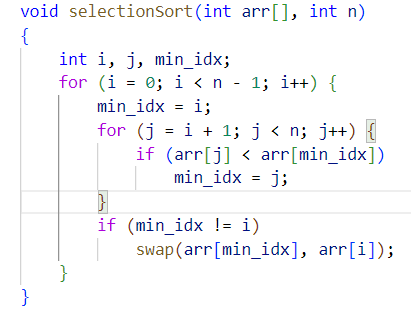 void selectionSort(int arr[], int n)
{
    int i, j, min_idx;
    for (i = 0; i < n - 1; i++) {
        min_idx = i;
        for (j = i + 1; j < n; j++) {
            if (arr[j] < arr[min_idx])
                min_idx = j;
        }
        if (min_idx != i)
            swap(arr[min_idx], arr[i]);
    }
}